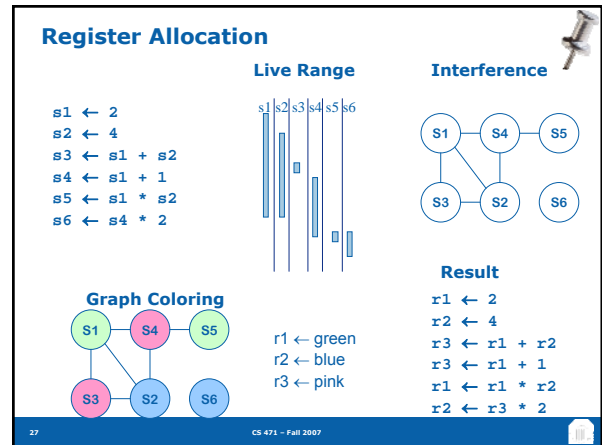 Register Allocation
Live Range
Interference
s1 ← 2
s2 ← 4
s3 ← s1 + s2
s4 ← s1 + 1
s5 ← s1 * s2
s6 ← s4 * 2
s1 s2 s3 s4 s5 s6
S1 S4 S5
S3 S2 S6
Graph Coloring
S1 S4 S5
S3 S2 S6
r1 ← green
r2 ← blue
r3 ← pink
Result
r1 ← 2
r2 ← 4
r3 ← r1 + r2
r3 ← r1 + 1
r1 ← r1 * r2
r2 ← r3 * 2
27 CS 471 – Fall 2007